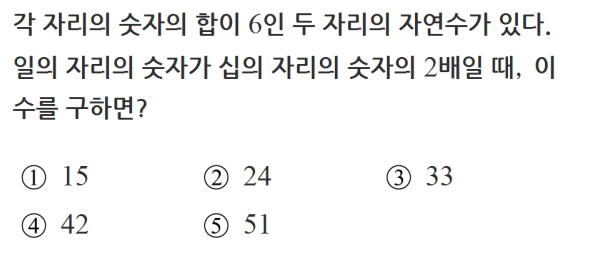 각 자리의 숫자의 합이 6인 두 자리의 자연수가 있다.
일의 자리의 숫자가 십의 자리의 숫자의 2배일 때, 이
수를 구하면?
① 15 ② 24 ③ 33
④ 42 ⑤ 51